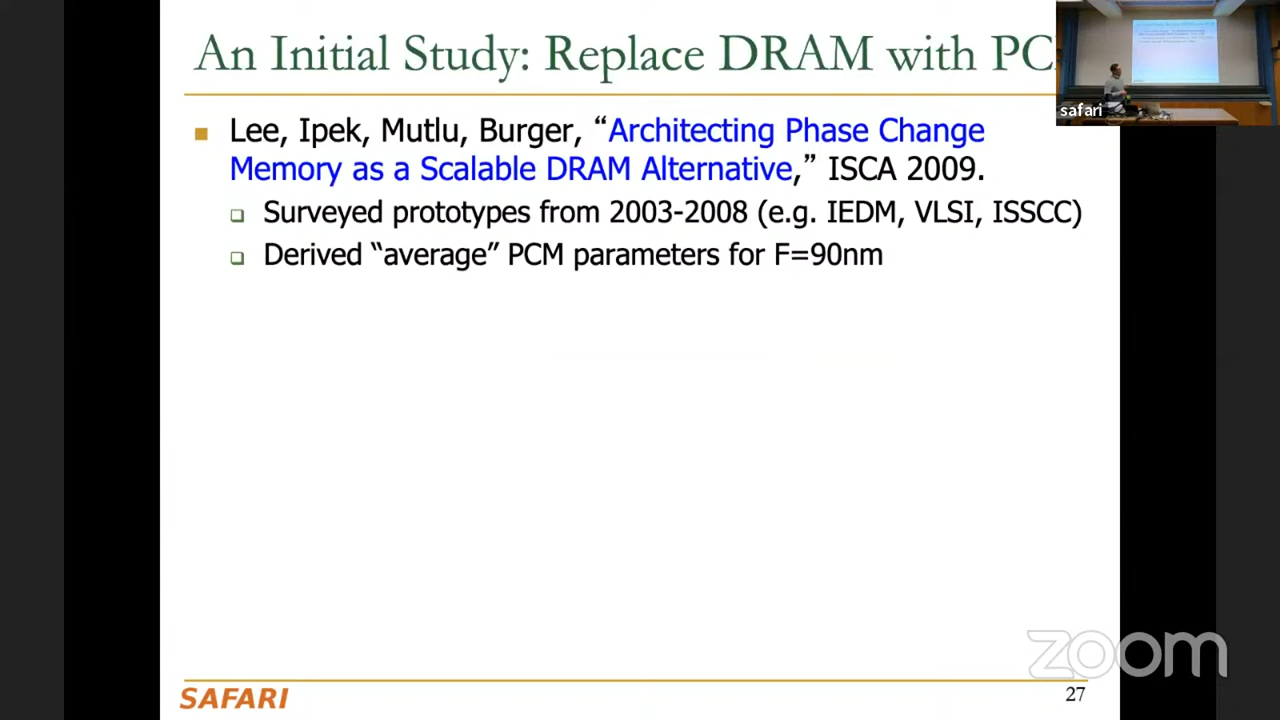 An Initial Study: Replace DRAM with PC
safari
Lee, Ipek, Mutlu, Burger, “Architecting Phase Change
Memory as a Scalable DRAM Alternative,” ISCA 2009.
Surveyed prototypes from 2003-2008 (e.g. IEDM, VLSI, ISSCC)
Derived “average” PCM parameters for F=90nm
zoom
SAFARI
27